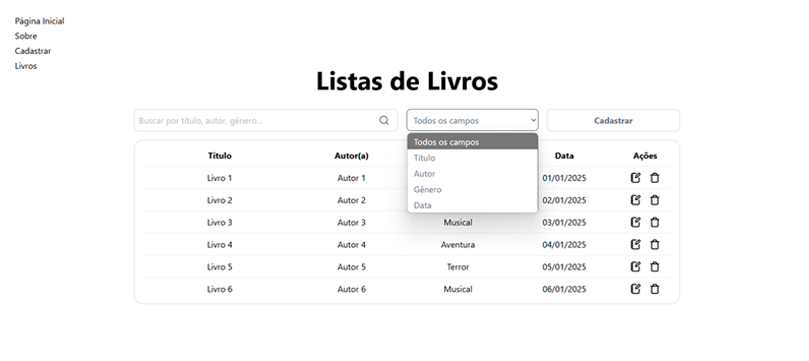 Página Inicial
Sobre
Cadastrar
Livros
Listas de Livros
Buscar por título, autor, gênero...
Todos os campos
Cadastrar
Todos os campos
Título
Autor
Gênero
Data
Título Autor(a) Data Ações
Livro 1 Autor 1 01/01/2025
Livro 2 Autor 2 02/01/2025
Livro 3 Autor 3 Musical 03/01/2025
Livro 4 Autor 4 Aventura 04/01/2025
Livro 5 Autor 5 Terror 05/01/2025
Livro 6 Autor 6 Musical 06/01/2025